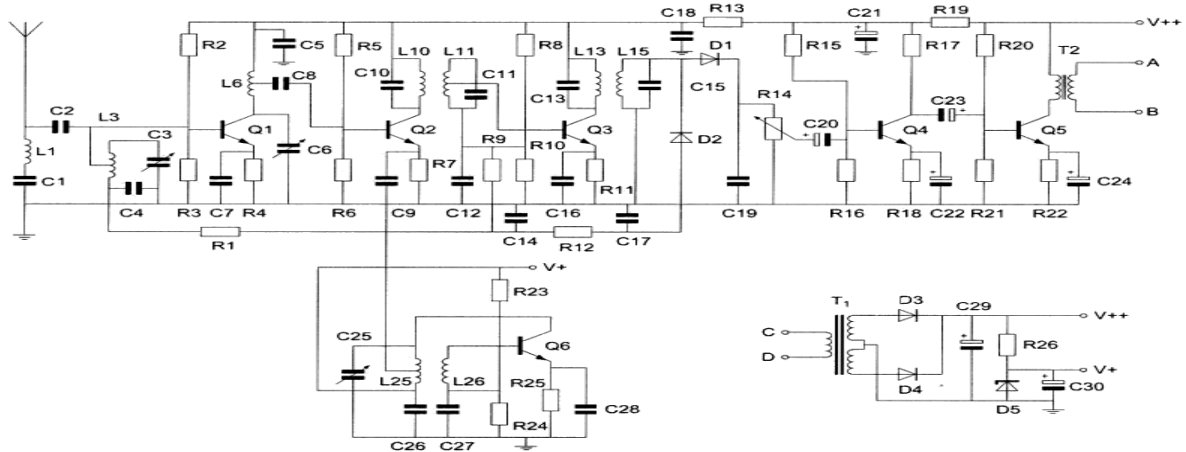 C18 R13 C21 R19 V++
R2 C5 R5 L10 L11 R8 L13 L15 D1 R15 R17 R20 T2
L6 C8 C10 C11 C13 C15 R14 A
C2 L3 C3 Q1 Q2 Q3 C20 Q4 C23 Q5 B
L1 C6 R7 R9 R10 D2
C1 C4 R11 C24
R3 C7 R4 R6 C9 C12 C16 C19 R16 R18 C22 R21 R22
R1 C14 R12 C17
V+
R23
T1 D3 C29 V++
C25 Q6 C R26
L25 L26 R25 D V+
R24 C28 D4 D5 C30
C26 C27